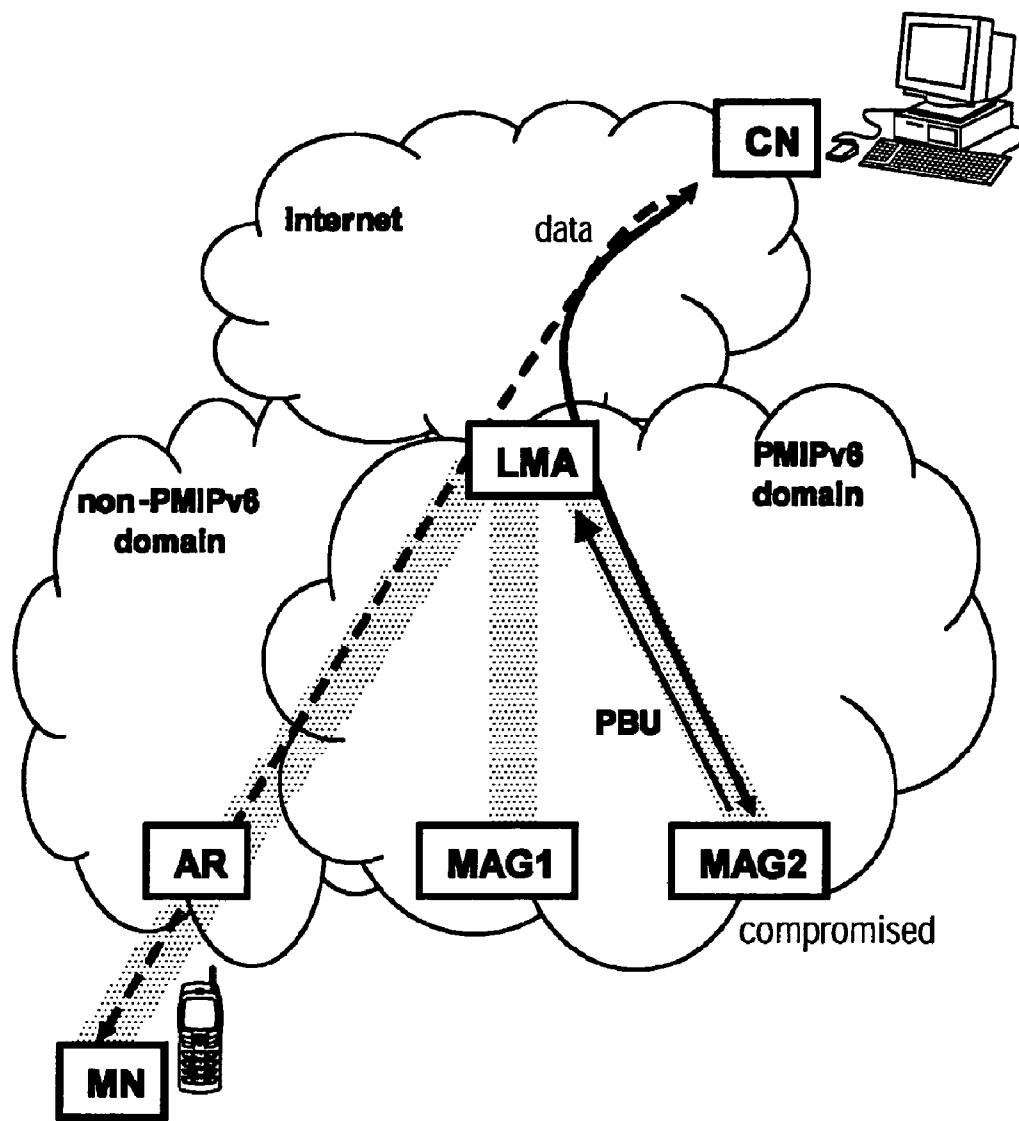 CN
Internet
data
LMA
PMIPv6
domain
non-PMIPv6
domain
PBU
AR
MAG1
MAG2
compromised
MN